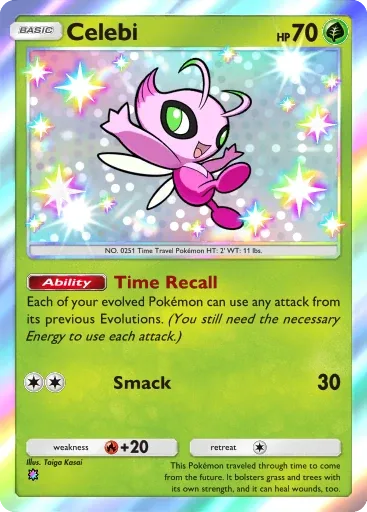 BASIC Celebi HP 70
NO. 0251 Time Travel Pokémon HT: 2' WT: 11 lbs.
Ability Time Recall
Each of your evolved Pokémon can use any attack from
its previous Evolutions. (You still need the necessary
Energy to use each attack.)
Smack 30
weakness +20 retreat
Illus. Taiga Kasai
This Pokémon traveled through time to come
from the future. It bolsters grass and trees with
its own strength, and it can heal wounds, too.